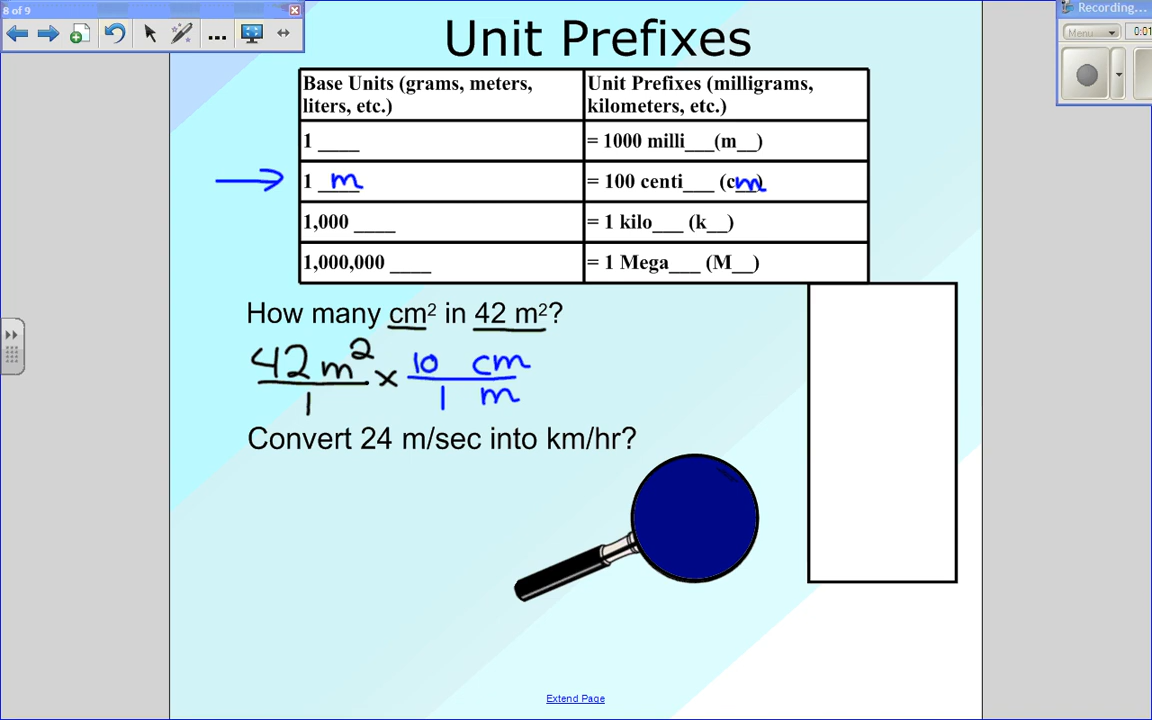 8 of 9
Recording...
Menu
0:01
Unit Prefixes
Base Units (grams, meters, liters, etc.)
Unit Prefixes (milligrams, kilometers, etc.)
1 ____
= 1000 milli___(m__)
1 m
= 100 centi___ (cm)
1,000 ____
= 1 kilo___ (k__)
1,000,000 ____
= 1 Mega___ (M__)
How many cm² in 42 m²?
42 m² × 10 cm
1 1 m
Convert 24 m/sec into km/hr?
Extend Page